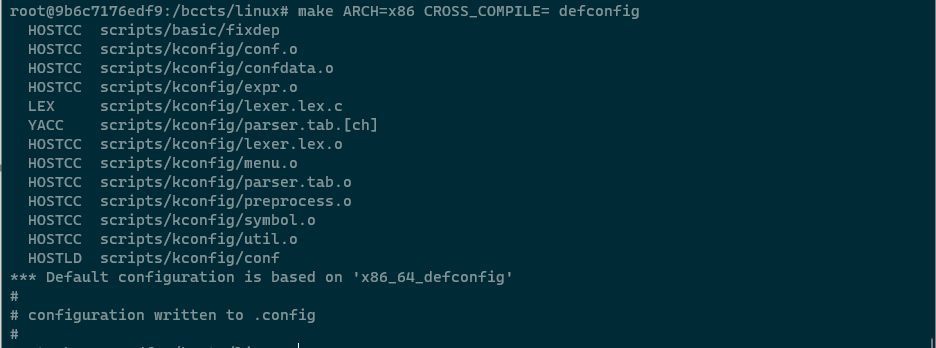 root@9b6c7176edf9:/bccts/linux# make ARCH=x86 CROSS_COMPILE= defconfig
  HOSTCC  scripts/basic/fixdep
  HOSTCC  scripts/kconfig/conf.o
  HOSTCC  scripts/kconfig/confdata.o
  HOSTCC  scripts/kconfig/expr.o
  LEX     scripts/kconfig/lexer.lex.c
  YACC    scripts/kconfig/parser.tab.[ch]
  HOSTCC  scripts/kconfig/lexer.lex.o
  HOSTCC  scripts/kconfig/menu.o
  HOSTCC  scripts/kconfig/parser.tab.o
  HOSTCC  scripts/kconfig/preprocess.o
  HOSTCC  scripts/kconfig/symbol.o
  HOSTCC  scripts/kconfig/util.o
  HOSTLD  scripts/kconfig/conf
*** Default configuration is based on 'x86_64_defconfig'
#
# configuration written to .config
#